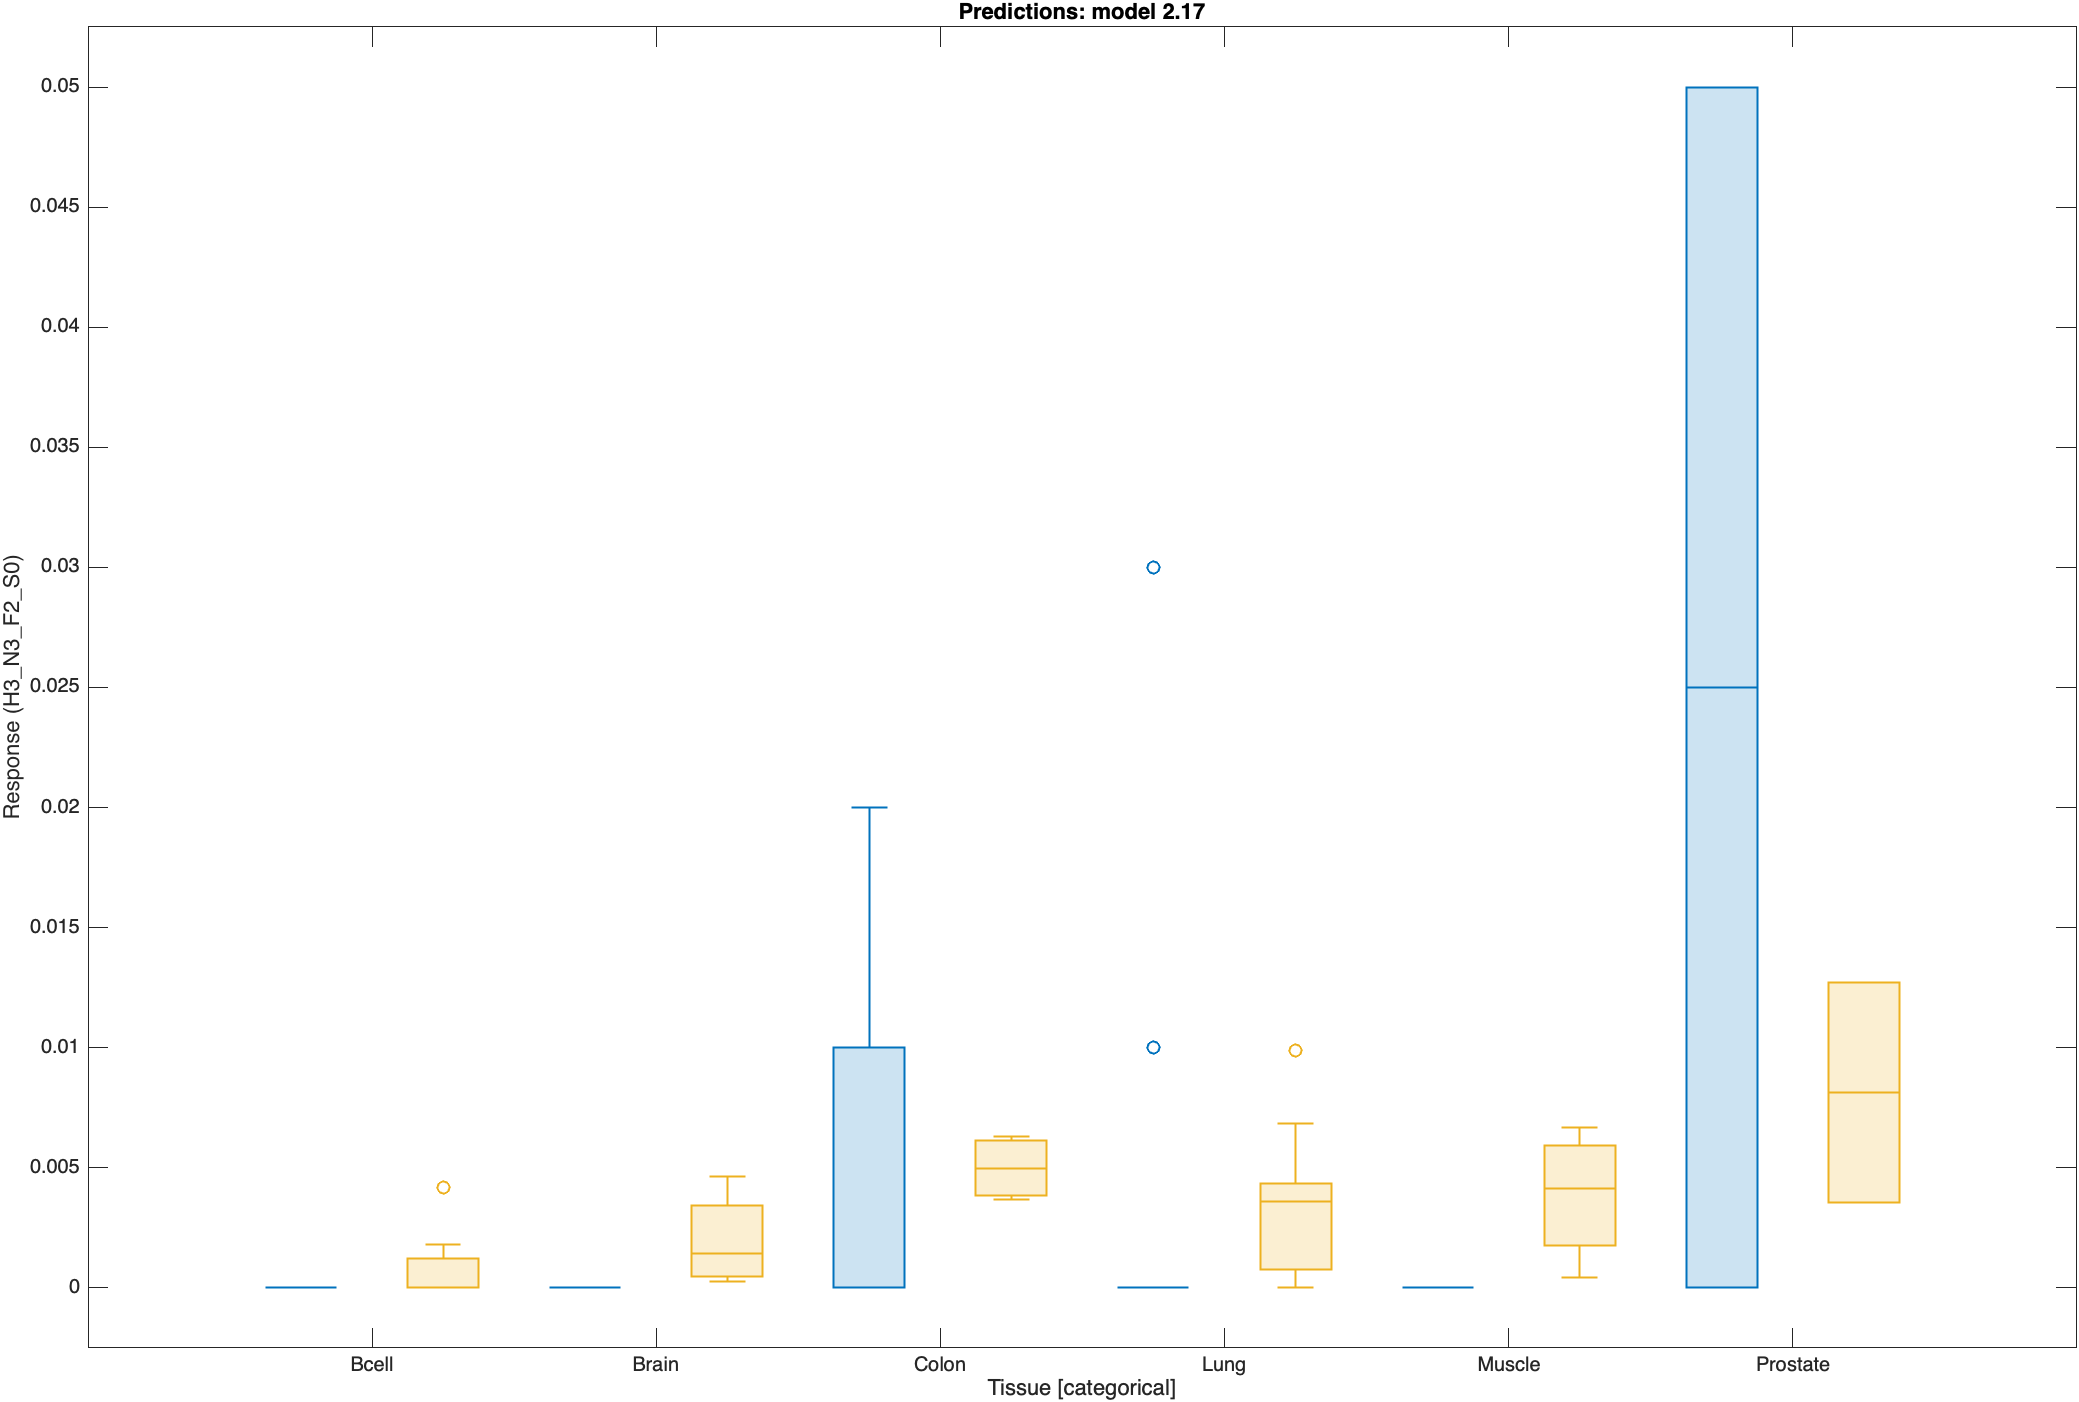 Predictions: model 2.17
0.05
0.045
0.04
0.035
0.03
0.025
0.02
0.015
0.01
0.005
0
Response (H3_N3_F2_S0)
Bcell Brain Colon Lung Muscle Prostate
Tissue [categorical]